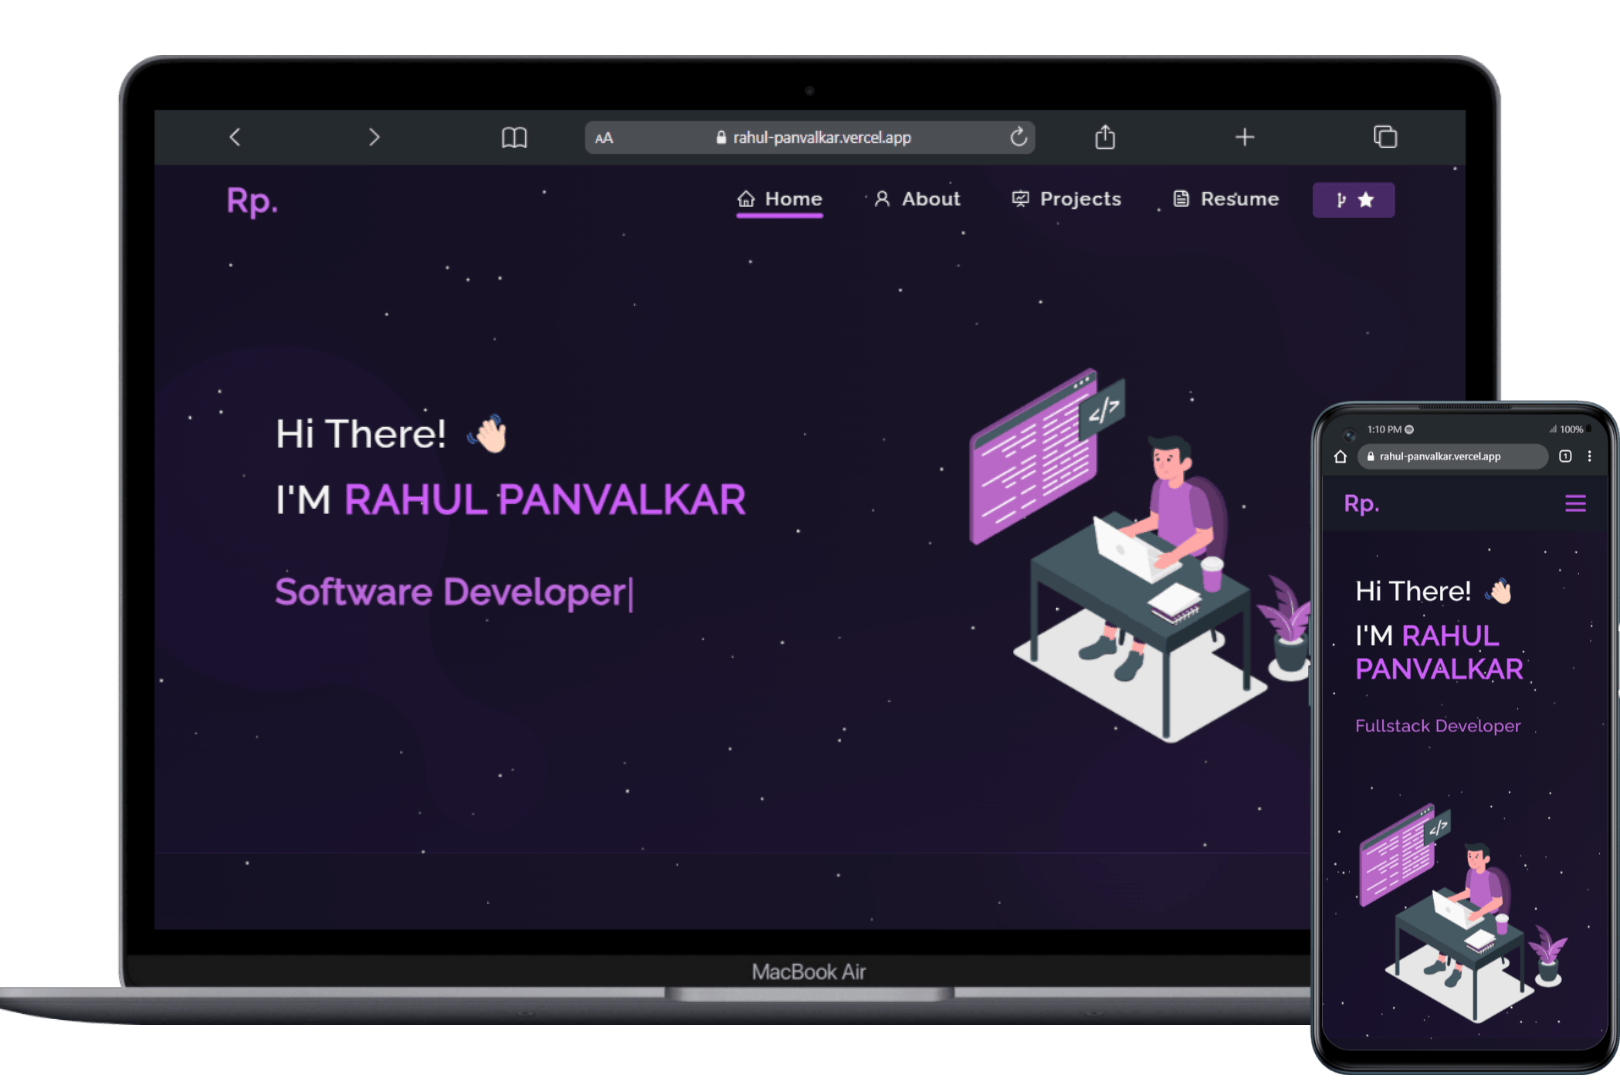 AA rahul-panvalkar.vercel.app
Rp. Home About Projects Resume
Hi There!
I'M RAHUL PANVALKAR
Software Developer|
</>
MacBook Air
1:10 PM 100%
rahul-panvalkar.vercel.app 1
Rp.
Hi There!
I'M RAHUL
PANVALKAR
Fullstack Developer
</>